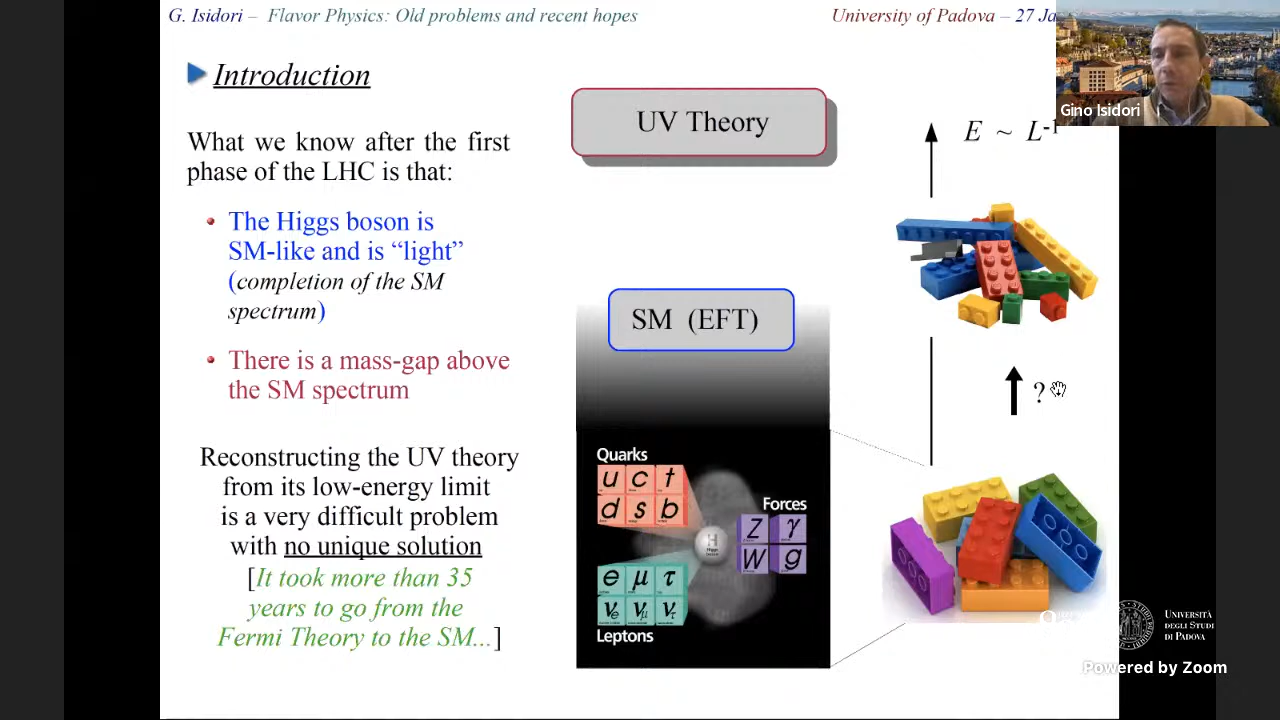 G. Isidori – Flavor Physics: Old problems and recent hopes
University of Padova – 27 Ja
Introduction
What we know after the first
phase of the LHC is that:
The Higgs boson is
SM-like and is “light”
(completion of the SM
spectrum)
There is a mass-gap above
the SM spectrum
Reconstructing the UV theory
from its low-energy limit
is a very difficult problem
with no unique solution
[It took more than 35
years to go from the
Fermi Theory to the SM...]
UV Theory
SM (EFT)
Quarks
u c t
d s b
Forces
Z γ
W g
H
Higgs
e μ τ
νe νμ ντ
Leptons
E ~ L-1
?
Gino Isidori
UNIVERSITÀ
DEGLI STUDI
DI PADOVA
Powered by Zoom